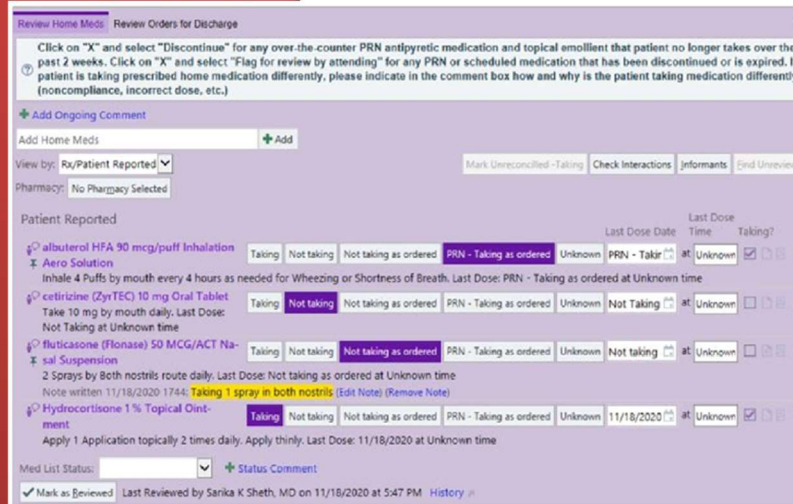 Review Home Meds Review Orders for Discharge
Click on "X" and select "Discontinue" for any over-the-counter PRN antipyretic medication and topical emollient that patient no longer takes over the
past 2 weeks. Click on "X" and select "Flag for review by attending" for any PRN or scheduled medication that has been discontinued or is expired. I
patient is taking prescribed home medication differently, please indicate in the comment box how and why is the patient taking medication differently
(noncompliance, incorrect dose, etc.)
Add Ongoing Comment
Add Home Meds Add
View by: Rx/Patient Reported Mark Unreconciled -Taking Check Interactions Informants Find Unreview
Pharmacy: No Pharmacy Selected
Patient Reported
Last Dose Date Last Dose Time Taking?
albuterol HFA 90 mcg/puff Inhalation Taking Not taking Not taking as ordered PRN - Taking as ordered Unknown PRN - Takir at Unknown
Aero Solution
Inhale 4 Puffs by mouth every 4 hours as needed for Wheezing or Shortness of Breath. Last Dose: PRN - Taking as ordered at Unknown time
cetirizine (ZyrTEC) 10 mg Oral Tablet Taking Not taking Not taking as ordered PRN - Taking as ordered Unknown Not Taking at Unknown
Take 10 mg by mouth daily. Last Dose:
Not Taking at Unknown time
fluticasone (Flonase) 50 MCG/ACT Na- Taking Not taking Not taking as ordered PRN - Taking as ordered Unknown Not taking at Unknown
sal Suspension
2 Sprays by Both nostrils route daily. Last Dose: Not taking as ordered at Unknown time
Note written 11/18/2020 1744: Taking 1 spray in both nostrils (Edit Note) (Remove Note)
Hydrocortisone 1% Topical Oint- Taking Not taking Not taking as ordered PRN - Taking as ordered Unknown 11/18/2020 at Unknown
ment
Apply 1 Application topically 2 times daily. Apply thinly. Last Dose: 11/18/2020 at Unknown time
Med List Status: Status Comment
Mark as Reviewed Last Reviewed by Sarika K Sheth, MD on 11/18/2020 at 5:47 PM History